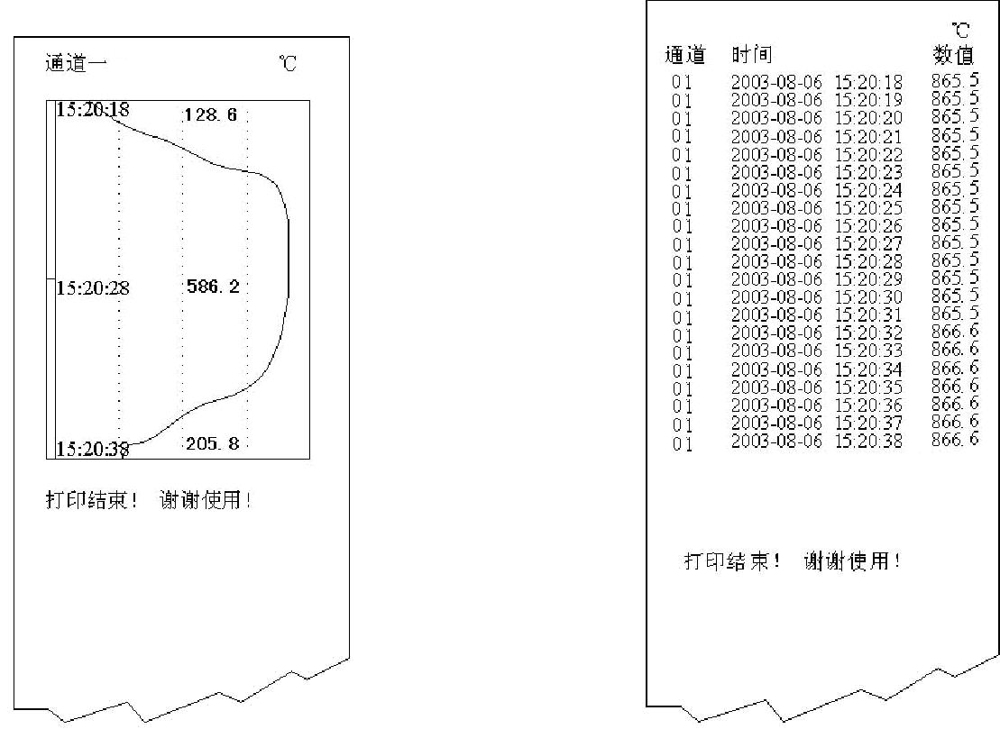 通道一 ℃
15:20:18 128.6
15:20:28 586.2
15:20:38 205.8
打印结束! 谢谢使用!
℃
通道 时间 数值
01 2003-08-06 15:20:18 865.5
01 2003-08-06 15:20:19 865.5
01 2003-08-06 15:20:20 865.5
01 2003-08-06 15:20:21 865.5
01 2003-08-06 15:20:22 865.5
01 2003-08-06 15:20:23 865.5
01 2003-08-06 15:20:24 865.5
01 2003-08-06 15:20:25 865.5
01 2003-08-06 15:20:26 865.5
01 2003-08-06 15:20:27 865.5
01 2003-08-06 15:20:28 865.5
01 2003-08-06 15:20:29 865.5
01 2003-08-06 15:20:30 865.5
01 2003-08-06 15:20:31 865.5
01 2003-08-06 15:20:32 866.6
01 2003-08-06 15:20:33 866.6
01 2003-08-06 15:20:34 866.6
01 2003-08-06 15:20:35 866.6
01 2003-08-06 15:20:36 866.6
01 2003-08-06 15:20:37 866.6
01 2003-08-06 15:20:38 866.6
打印结束! 谢谢使用!